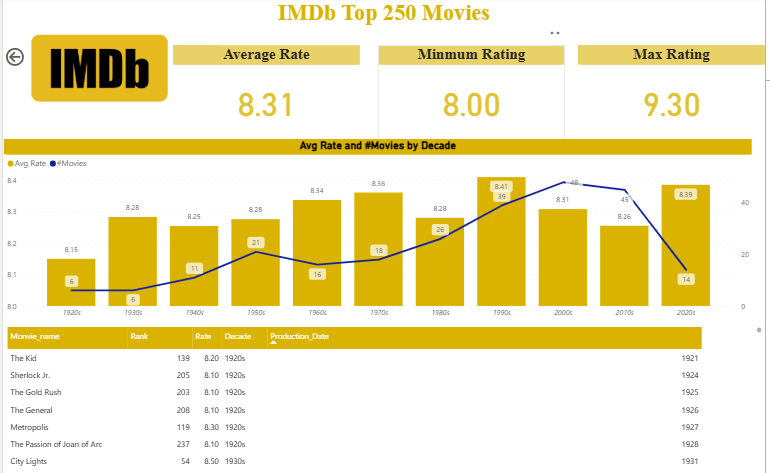 IMDb Top 250 Movies
IMDb
Average Rate
Minmum Rating
Max Rating
8.31
8.00
9.30
Avg Rate and #Movies by Decade
Avg Rate #Movies
8.4
8.3
8.2
8.1
8.0
8.15
8.28
8.25
8.28
8.34
8.36
8.28
8.41
8.31
8.26
8.39
6
6
11
21
16
18
26
39
48
45
14
40
20
0
1920s 1930s 1940s 1950s 1960s 1970s 1980s 1990s 2000s 2010s 2020s
Monvie_name Rank Rate Decade Production_Date
The Kid 139 8.20 1920s 1921
Sherlock Jr. 205 8.10 1920s 1924
The Gold Rush 203 8.10 1920s 1925
The General 208 8.10 1920s 1926
Metropolis 119 8.30 1920s 1927
The Passion of Joan of Arc 237 8.10 1920s 1928
City Lights 54 8.50 1930s 1931